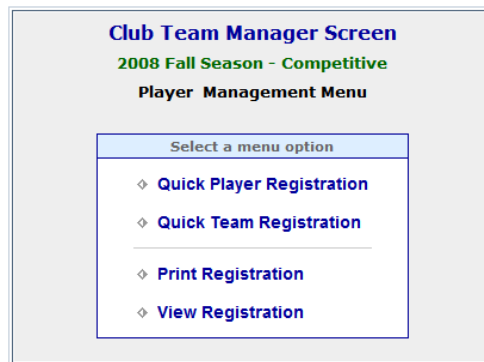 Club Team Manager Screen
2008 Fall Season - Competitive
Player Management Menu
Select a menu option
Quick Player Registration
Quick Team Registration
Print Registration
View Registration